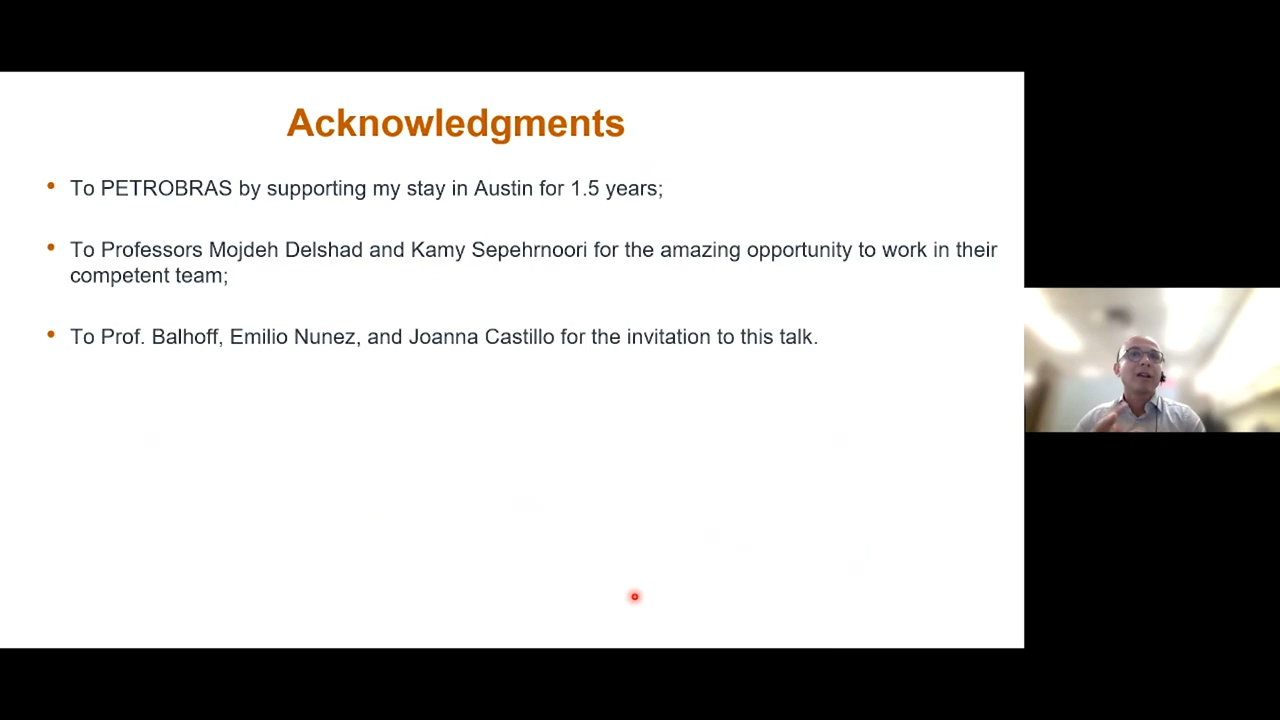 Acknowledgments
• To PETROBRAS by supporting my stay in Austin for 1.5 years;
• To Professors Mojdeh Delshad and Kamy Sepehrnoori for the amazing opportunity to work in their
competent team;
• To Prof. Balhoff, Emilio Nunez, and Joanna Castillo for the invitation to this talk.